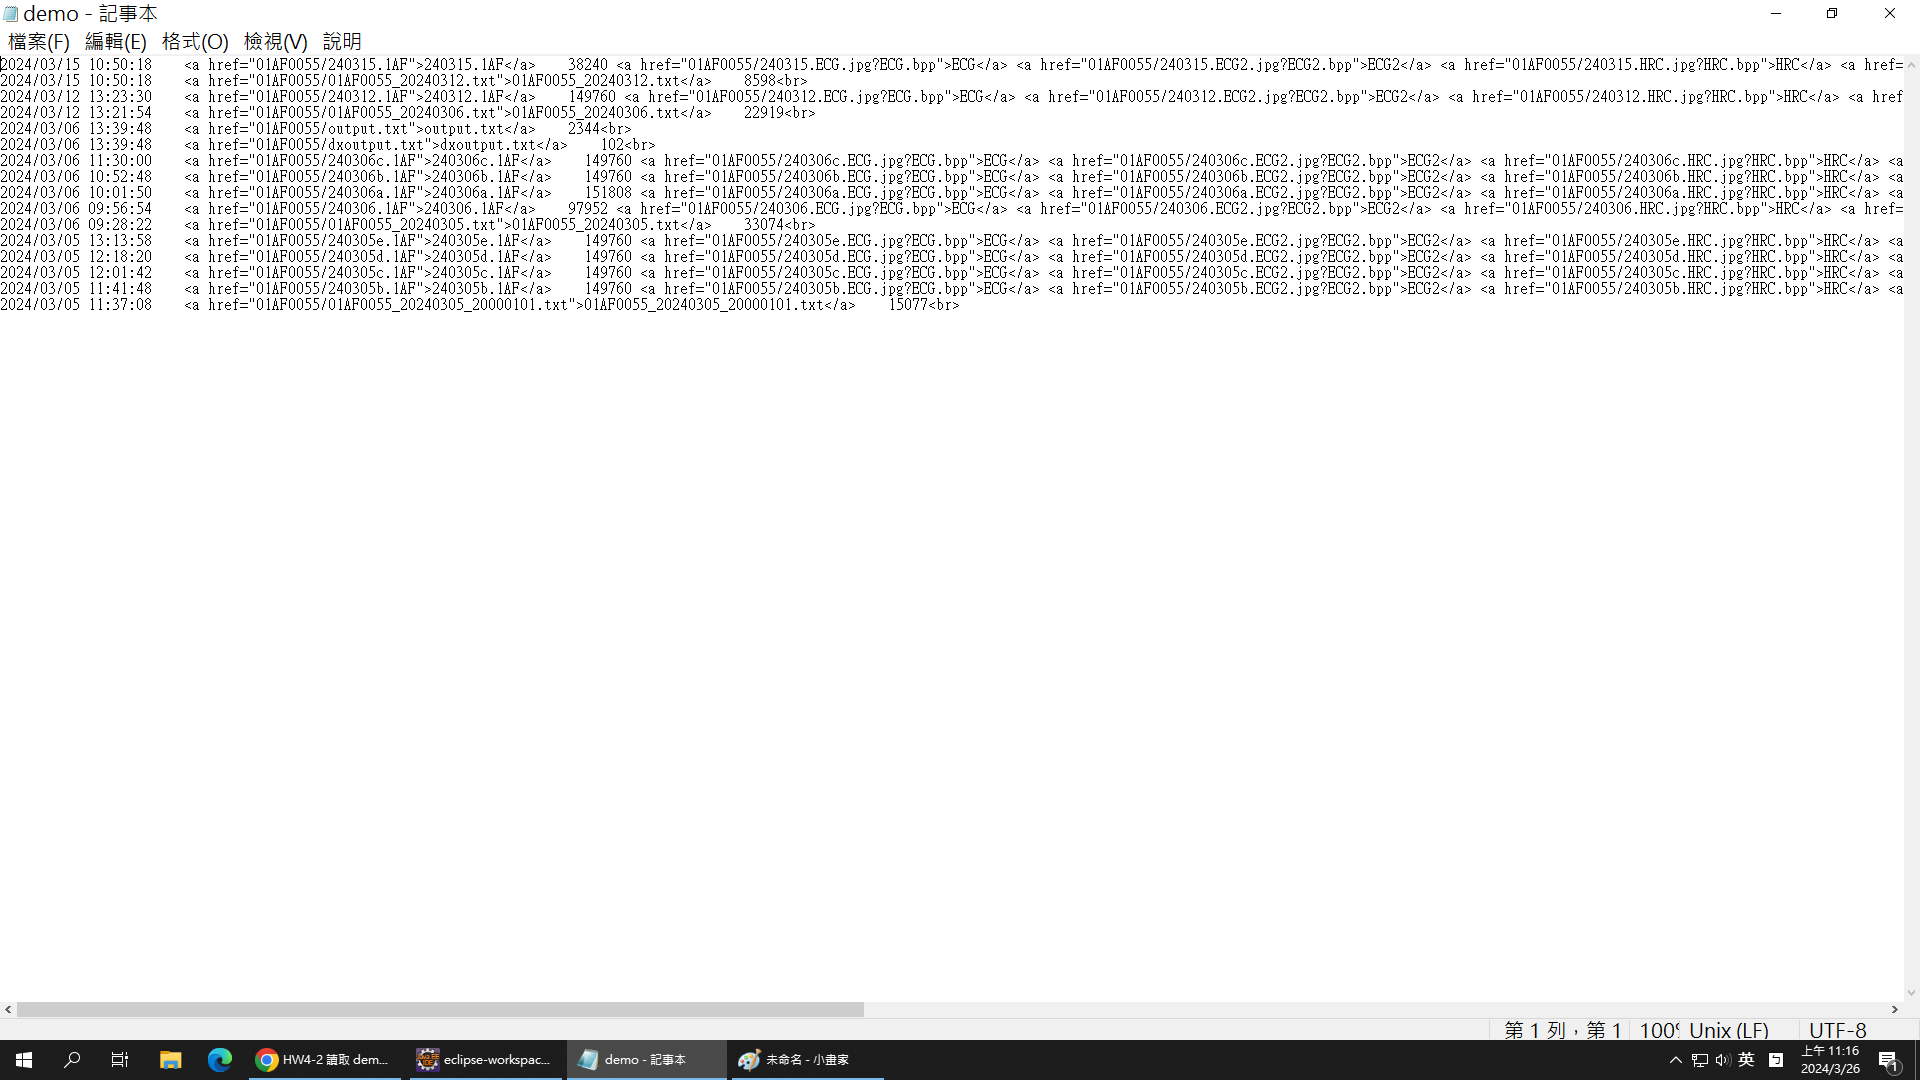 demo - 記事本
檔案(F) 編輯(E) 格式(O) 檢視(V) 說明
2024/03/15 10:50:18    <a href="01AF0055/240315.1AF">240315.1AF</a>    38240 <a href="01AF0055/240315.ECG.jpg?ECG.bpp">ECG</a> <a href="01AF0055/240315.ECG2.jpg?ECG2.bpp">ECG2</a> <a href="01AF0055/240315.HRC.jpg?HRC.bpp">HRC</a> <a href=
2024/03/15 10:50:18    <a href="01AF0055/01AF0055_20240312.txt">01AF0055_20240312.txt</a>    8598<br>
2024/03/12 13:23:30    <a href="01AF0055/240312.1AF">240312.1AF</a>    149760 <a href="01AF0055/240312.ECG.jpg?ECG.bpp">ECG</a> <a href="01AF0055/240312.ECG2.jpg?ECG2.bpp">ECG2</a> <a href="01AF0055/240312.HRC.jpg?HRC.bpp">HRC</a> <a href
2024/03/12 13:21:54    <a href="01AF0055/01AF0055_20240306.txt">01AF0055_20240306.txt</a>    22919<br>
2024/03/06 13:39:48    <a href="01AF0055/output.txt">output.txt</a>    2344<br>
2024/03/06 13:39:48    <a href="01AF0055/dxoutput.txt">dxoutput.txt</a>    102<br>
2024/03/06 11:30:00    <a href="01AF0055/240306c.1AF">240306c.1AF</a>    149760 <a href="01AF0055/240306c.ECG.jpg?ECG.bpp">ECG</a> <a href="01AF0055/240306c.ECG2.jpg?ECG2.bpp">ECG2</a> <a href="01AF0055/240306c.HRC.jpg?HRC.bpp">HRC</a> <a
2024/03/06 10:52:48    <a href="01AF0055/240306b.1AF">240306b.1AF</a>    149760 <a href="01AF0055/240306b.ECG.jpg?ECG.bpp">ECG</a> <a href="01AF0055/240306b.ECG2.jpg?ECG2.bpp">ECG2</a> <a href="01AF0055/240306b.HRC.jpg?HRC.bpp">HRC</a> <a
2024/03/06 10:01:50    <a href="01AF0055/240306a.1AF">240306a.1AF</a>    151808 <a href="01AF0055/240306a.ECG.jpg?ECG.bpp">ECG</a> <a href="01AF0055/240306a.ECG2.jpg?ECG2.bpp">ECG2</a> <a href="01AF0055/240306a.HRC.jpg?HRC.bpp">HRC</a> <a
2024/03/06 09:56:54    <a href="01AF0055/240306.1AF">240306.1AF</a>    97952 <a href="01AF0055/240306.ECG.jpg?ECG.bpp">ECG</a> <a href="01AF0055/240306.ECG2.jpg?ECG2.bpp">ECG2</a> <a href="01AF0055/240306.HRC.jpg?HRC.bpp">HRC</a> <a href=
2024/03/06 09:28:22    <a href="01AF0055/01AF0055_20240305.txt">01AF0055_20240305.txt</a>    33074<br>
2024/03/05 13:13:58    <a href="01AF0055/240305e.1AF">240305e.1AF</a>    149760 <a href="01AF0055/240305e.ECG.jpg?ECG.bpp">ECG</a> <a href="01AF0055/240305e.ECG2.jpg?ECG2.bpp">ECG2</a> <a href="01AF0055/240305e.HRC.jpg?HRC.bpp">HRC</a> <a
2024/03/05 12:18:20    <a href="01AF0055/240305d.1AF">240305d.1AF</a>    149760 <a href="01AF0055/240305d.ECG.jpg?ECG.bpp">ECG</a> <a href="01AF0055/240305d.ECG2.jpg?ECG2.bpp">ECG2</a> <a href="01AF0055/240305d.HRC.jpg?HRC.bpp">HRC</a> <a
2024/03/05 12:01:42    <a href="01AF0055/240305c.1AF">240305c.1AF</a>    149760 <a href="01AF0055/240305c.ECG.jpg?ECG.bpp">ECG</a> <a href="01AF0055/240305c.ECG2.jpg?ECG2.bpp">ECG2</a> <a href="01AF0055/240305c.HRC.jpg?HRC.bpp">HRC</a> <a
2024/03/05 11:41:48    <a href="01AF0055/240305b.1AF">240305b.1AF</a>    149760 <a href="01AF0055/240305b.ECG.jpg?ECG.bpp">ECG</a> <a href="01AF0055/240305b.ECG2.jpg?ECG2.bpp">ECG2</a> <a href="01AF0055/240305b.HRC.jpg?HRC.bpp">HRC</a> <a
2024/03/05 11:37:08    <a href="01AF0055/01AF0055_20240305_20000101.txt">01AF0055_20240305_20000101.txt</a>    15077<br>
第 1 列，第 1 100% Unix (LF) UTF-8
HW4-2 讀取 dem... eclipse-workspac... demo - 記事本 未命名 - 小畫家 英 上午 11:16
2024/3/26 1